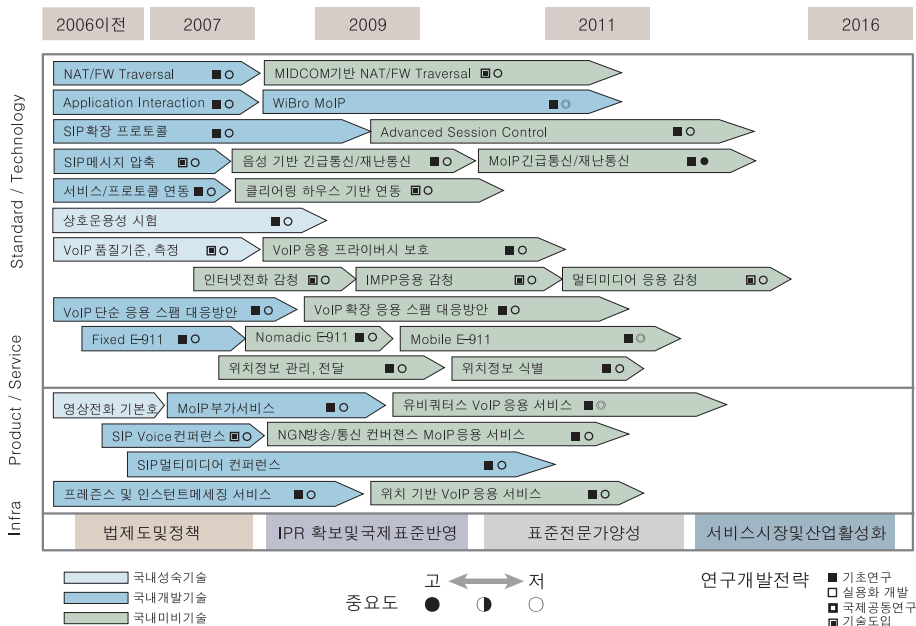 2006이전 2007 2009 2011 2016
Standard / Technology
NAT/FW Traversal MIDCOM기반 NAT/FW Traversal
Application Interaction WiBro MoIP
SIP확장 프로토콜 Advanced Session Control
SIP메시지 압축 음성 기반 긴급통신/재난통신 MoIP긴급통신/재난통신
서비스/프로토콜 연동 클리어링 하우스 기반 연동
상호운용성 시험
VoIP 품질기준, 측정 VoIP 응용 프라이버시 보호
인터넷전화 감청 IMPP응용 감청 멀티미디어 응용 감청
VoIP 단순 응용 스팸 대응방안 VoIP 확장 응용 스팸 대응방안
Fixed E-911 Nomadic E-911 Mobile E-911
위치정보 관리, 전달 위치정보 식별
Product / Service
영상전화 기본호 MoIP부가서비스 유비쿼터스 VoIP 응용 서비스
SIP Voice컨퍼런스 NGN방송/통신 컨버젼스 MoIP응용 서비스
SIP멀티미디어 컨퍼런스
프레즌스 및 인스턴트메세징 서비스 위치 기반 VoIP 응용 서비스
Infra
법제도및정책 IPR 확보및국제표준반영 표준전문가양성 서비스시장및산업활성화
국내성숙기술
국내개발기술
국내미비기술
고 저
중요도
연구개발전략
기초연구
실용화 개발
국제공동연구
기술도입